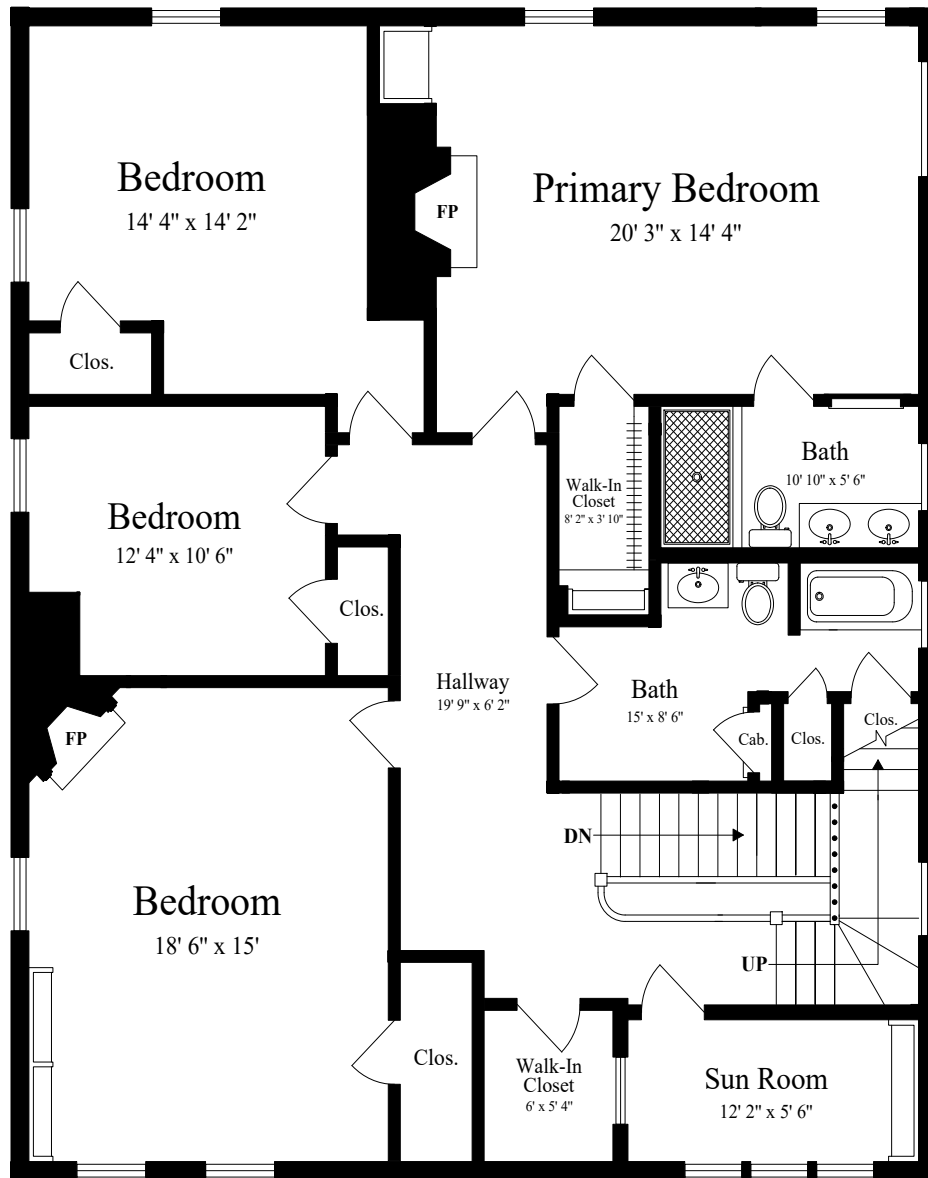 Bedroom
14' 4" x 14' 2"
Primary Bedroom
20' 3" x 14' 4"
FP
Clos.
Bedroom
12' 4" x 10' 6"
Clos.
Walk-In
Closet
8' 2" x 3' 10"
Bath
10' 10" x 5' 6"
Hallway
19' 9" x 6' 2"
Bath
15' x 8' 6"
Cab.
Clos.
Clos.
FP
Bedroom
18' 6" x 15'
DN
UP
Clos.
Walk-In
Closet
6' x 5' 4"
Sun Room
12' 2" x 5' 6"